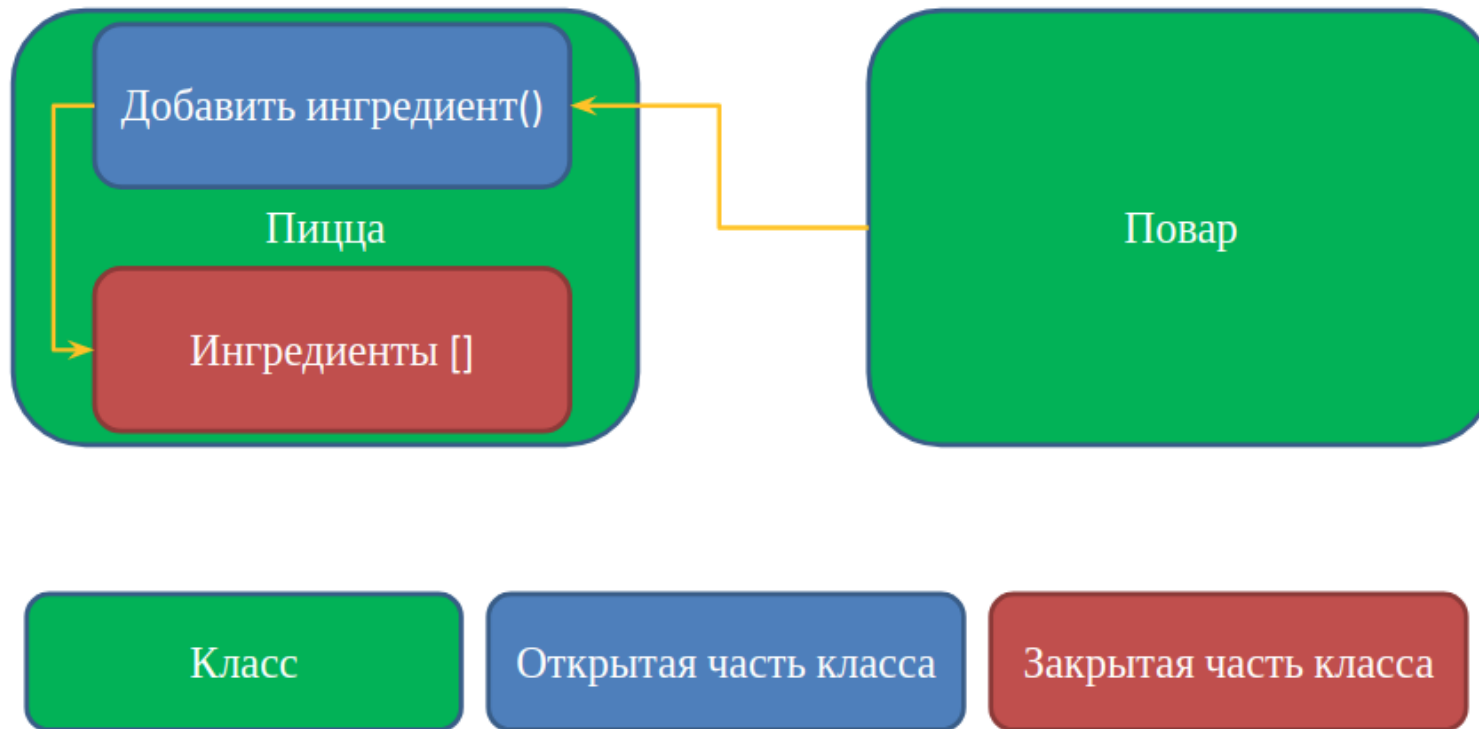 Добавить ингредиент()
Пицца
Ингредиенты []
Повар
Класс
Открытая часть класса
Закрытая часть класса